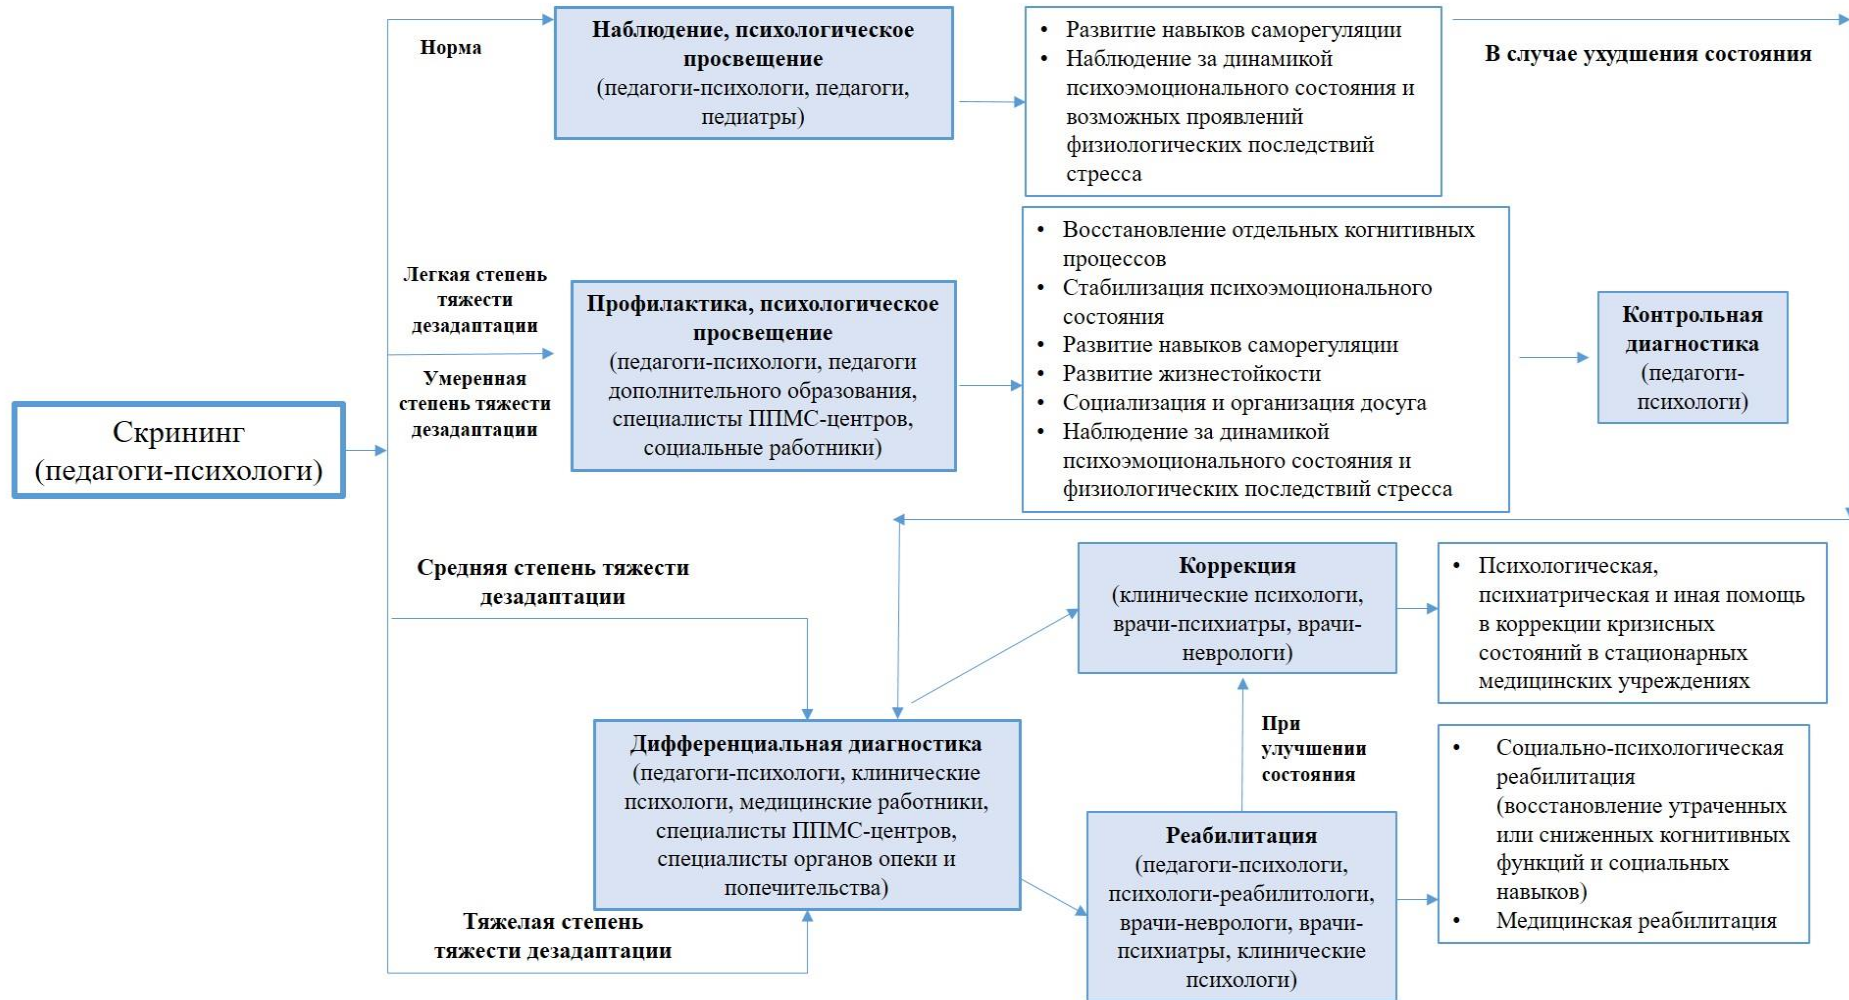 Норма
Наблюдение, психологическое
просвещение
(педагоги-психологи, педагоги,
педиатры)
• Развитие навыков саморегуляции
• Наблюдение за динамикой
психоэмоционального состояния и
возможных проявлений
физиологических последствий
стресса
В случае ухудшения состояния
Легкая степень
тяжести
дезадаптации
Умеренная
степень тяжести
дезадаптации
Профилактика, психологическое
просвещение
(педагоги-психологи, педагоги
дополнительного образования,
специалисты ППМС-центров,
социальные работники)
• Восстановление отдельных когнитивных
процессов
• Стабилизация психоэмоционального
состояния
• Развитие навыков саморегуляции
• Развитие жизнестойкости
• Социализация и организация досуга
• Наблюдение за динамикой
психоэмоционального состояния и
физиологических последствий стресса
Контрольная
диагностика
(педагоги-
психологи)
Скрининг
(педагоги-психологи)
Средняя степень тяжести
дезадаптации
Дифференциальная диагностика
(педагоги-психологи, клинические
психологи, медицинские работники,
специалисты ППМС-центров,
специалисты органов опеки и
попечительства)
Тяжелая степень
тяжести дезадаптации
Коррекция
(клинические психологи,
врачи-психиатры, врачи-
неврологи)
• Психологическая,
психиатрическая и иная помощь
в коррекции кризисных
состояний в стационарных
медицинских учреждениях
При
улучшении
состояния
Реабилитация
(педагоги-психологи,
психологи-реабилитологи,
врачи-неврологи, врачи-
психиатры, клинические
психологи)
• Социально-психологическая
реабилитация
(восстановление утраченных
или сниженных когнитивных
функций и социальных
навыков)
• Медицинская реабилитация